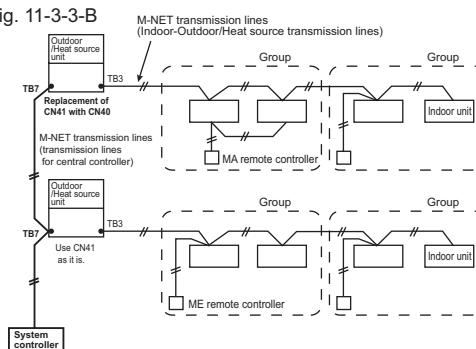 ig. 11-3-3-B
M-NET transmission lines
(Indoor-Outdoor/Heat source transmission lines)
Outdoor
/Heat source
unit
Group
Group
TB7
TB3
Replacement of
CN41 with CN40
Indoor unit
M-NET transmission lines
(transmission lines
for central controller)
MA remote controller
Outdoor
/Heat source
unit
Group
Group
TB3
TB7
Use CN41
as it is.
Indoor unit
ME remote controller
System
controller